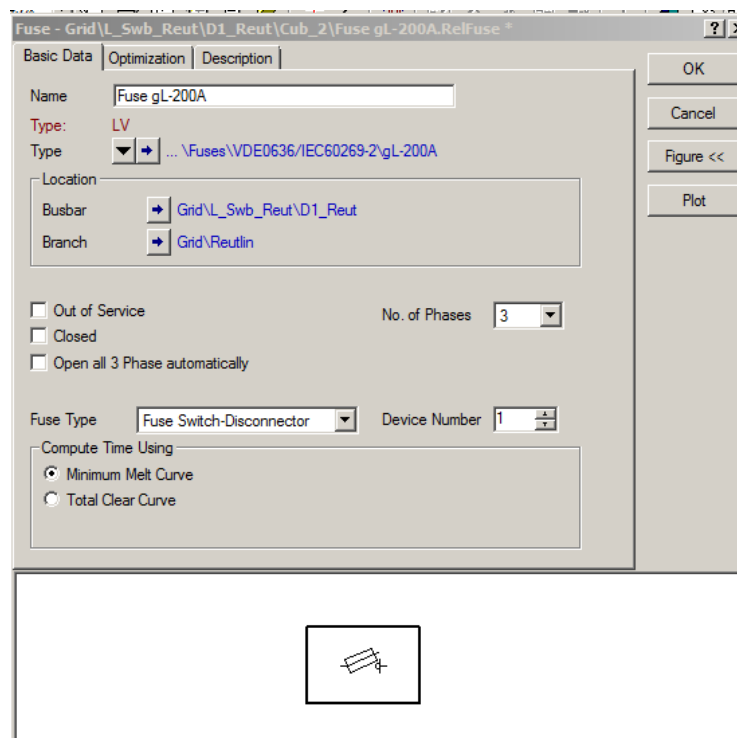 Fuse - Grid\L_Swb_Reut\D1_Reut\Cub_2\Fuse gL-200A.RelFuse *
Basic Data Optimization Description
OK
Name Fuse gL-200A
Cancel
Type: LV
Type ... \Fuses\VDE0636/IEC60269-2\gL-200A
Figure <<
Location
Plot
Busbar Grid\L_Swb_Reut\D1_Reut
Branch Grid\Reutlin
Out of Service No. of Phases 3
Closed
Open all 3 Phase automatically
Fuse Type Fuse Switch-Disconnector Device Number 1
Compute Time Using
Minimum Melt Curve
Total Clear Curve